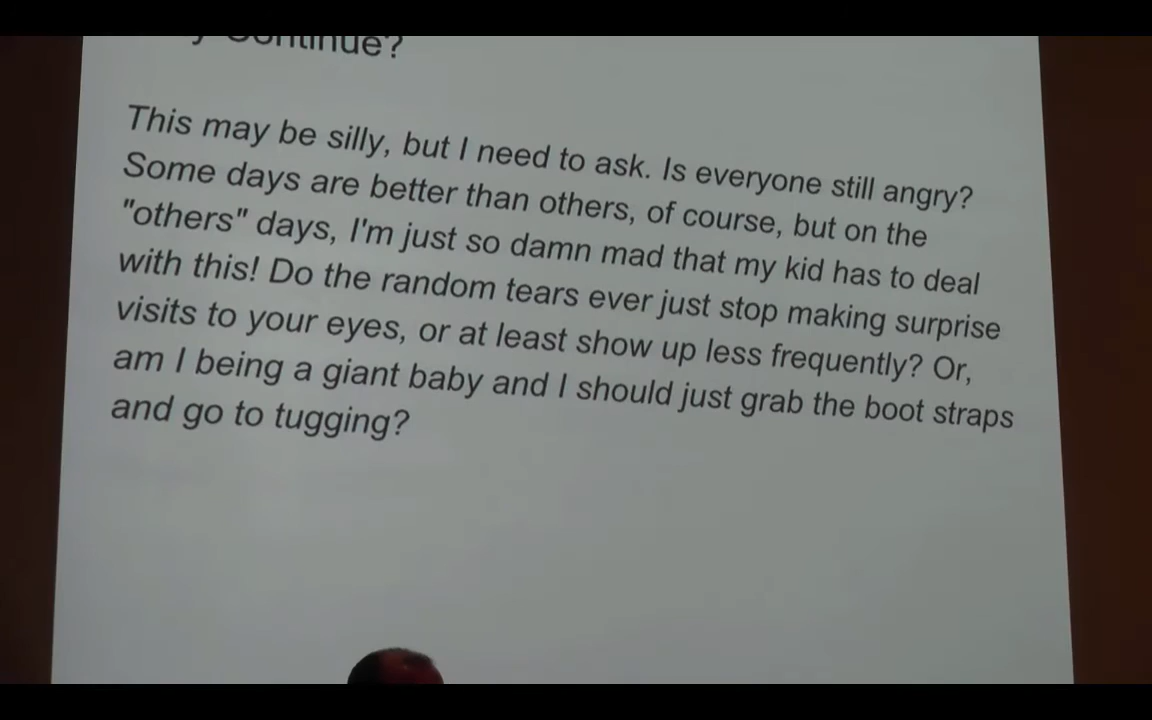 Continue?
This may be silly, but I need to ask. Is everyone still angry?
Some days are better than others, of course, but on the
"others" days, I'm just so damn mad that my kid has to deal
with this! Do the random tears ever just stop making surprise
visits to your eyes, or at least show up less frequently? Or,
am I being a giant baby and I should just grab the boot straps
and go to tugging?